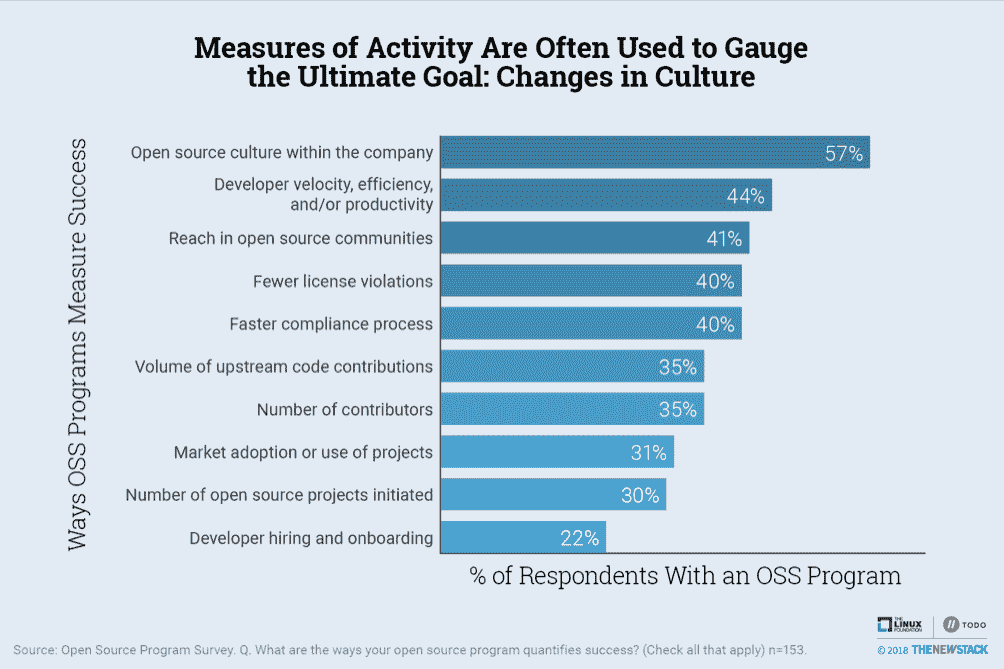 Measures of Activity Are Often Used to Gauge
the Ultimate Goal: Changes in Culture
Ways OSS Programs Measure Success
Open source culture within the company
57%
Developer velocity, efficiency,
and/or productivity
44%
Reach in open source communities
41%
Fewer license violations
40%
Faster compliance process
40%
Volume of upstream code contributions
35%
Number of contributors
35%
Market adoption or use of projects
31%
Number of open source projects initiated
30%
Developer hiring and onboarding
22%
% of Respondents With an OSS Program
THE
LINUX
FOUNDATION
TODO
Source: Open Source Program Survey. Q. What are the ways your open source program quantifies success? (Check all that apply) n=153.
© 2018 THENEWSTACK